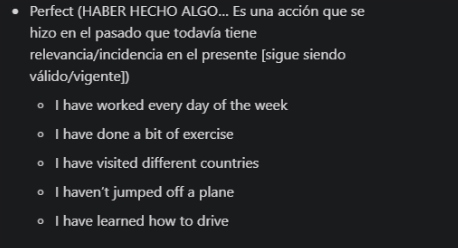 • Perfect (HABER HECHO ALGO... Es una acción que se
hizo en el pasado que todavía tiene
relevancia/incidencia en el presente [sigue siendo
válido/vigente])
◦ I have worked every day of the week
◦ I have done a bit of exercise
◦ I have visited different countries
◦ I haven't jumped off a plane
◦ I have learned how to drive